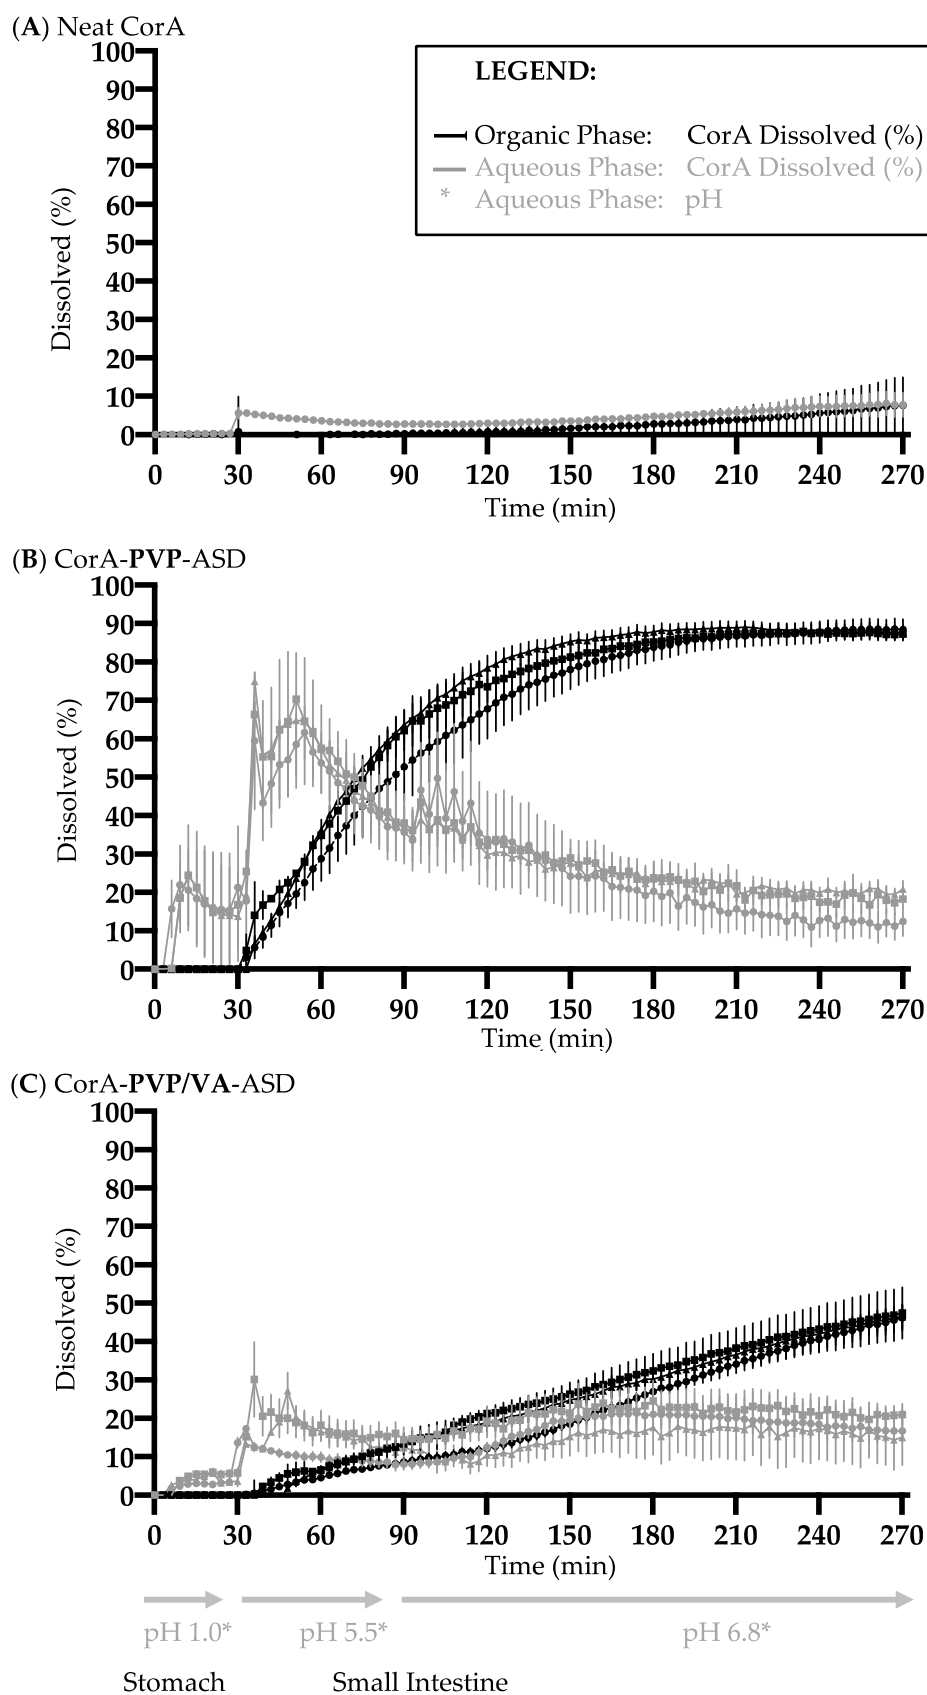 (A) Neat CorA
100
90
80
70
60
50
40
30
20
10
0
Dissolved (%)
LEGEND:
Organic Phase: CorA Dissolved (%)
Aqueous Phase: CorA Dissolved (%)
* Aqueous Phase: pH
0 30 60 90 120 150 180 210 240 270
Time (min)
(B) CorA-PVP-ASD
100
90
80
70
60
50
40
30
20
10
0
Dissolved (%)
0 30 60 90 120 150 180 210 240 270
Time (min)
(C) CorA-PVP/VA-ASD
100
90
80
70
60
50
40
30
20
10
0
Dissolved (%)
0 30 60 90 120 150 180 210 240 270
Time (min)
pH 1.0* pH 5.5* pH 6.8*
Stomach Small Intestine